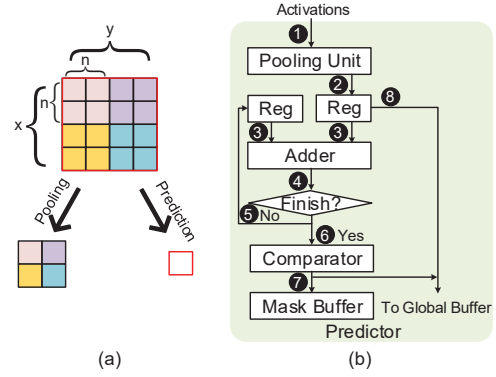 y
n
n
x
Pooling
Prediction
(a)
Activations
1
Pooling Unit
2
8
Reg
Reg
3
3
Adder
4
Finish?
5 No
6 Yes
Comparator
7
Mask Buffer
To Global Buffer
Predictor
(b)